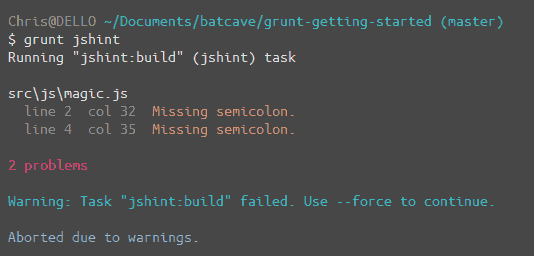 Chris@DELLO ~/Documents/batcave/grunt-getting-started (master)
$ grunt jshint
Running "jshint:build" (jshint) task
src\js\magic.js
line 2 col 32 Missing semicolon.
line 4 col 35 Missing semicolon.
2 problems
Warning: Task "jshint:build" failed. Use --force to continue.
Aborted due to warnings.